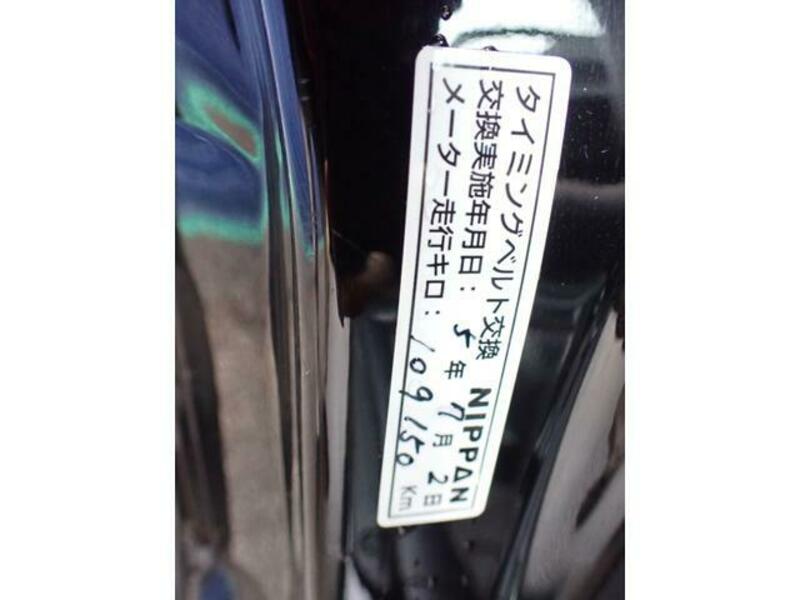 タイミングベルト交換 NIPPAN
交換実施年月日: 5年7月2日
メーター走行キロ: 109150 Km